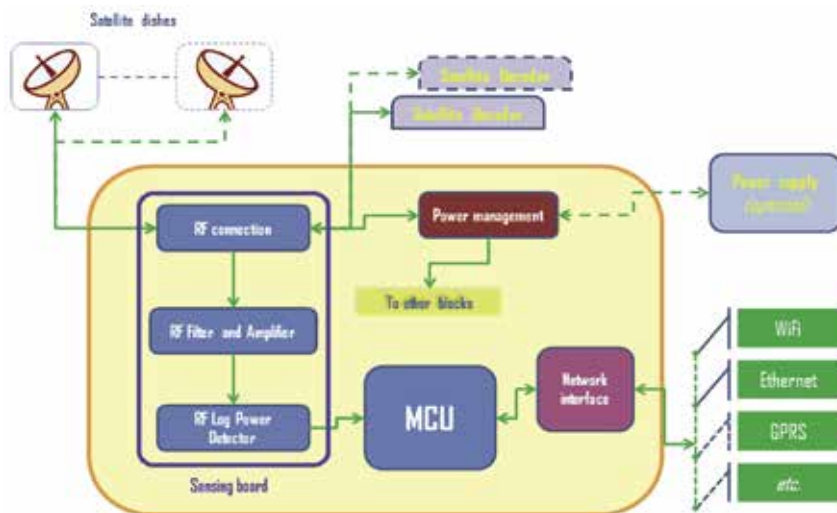 Satellite dishes
Satellite Decoder
Satellite Decoder
Power supply
(optional)
RF connection
Power management
To other blocks
RF Filter and Amplifier
WiFi
Ethernet
Network
interface
MCU
RF Log Power
Detector
GPRS
etc.
Sensing board